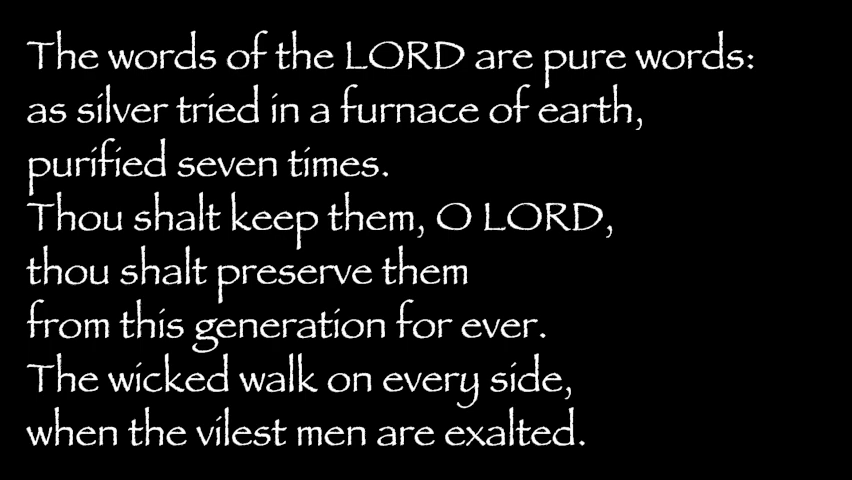 The words of the LORD are pure words:
as silver tried in a furnace of earth,
purified seven times.
Thou shalt keep them, O LORD,
thou shalt preserve them
from this generation for ever.
The wicked walk on every side,
when the vilest men are exalted.